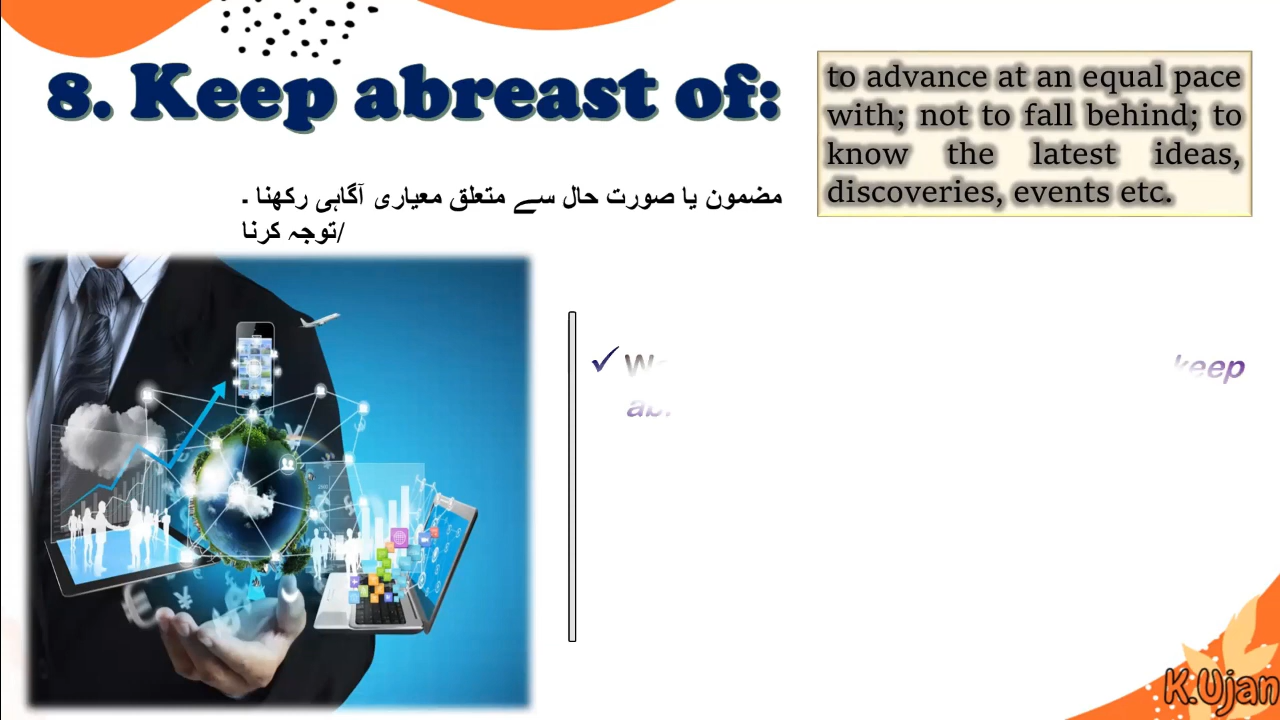 8. Keep abreast of:
to advance at an equal pace
with; not to fall behind; to
know the latest ideas,
discoveries, events etc.
مضمون یا صورت حال سے متعلق معیاری آگاہی رکھنا ۔
/توجہ کرنا
keep
K.Ujan